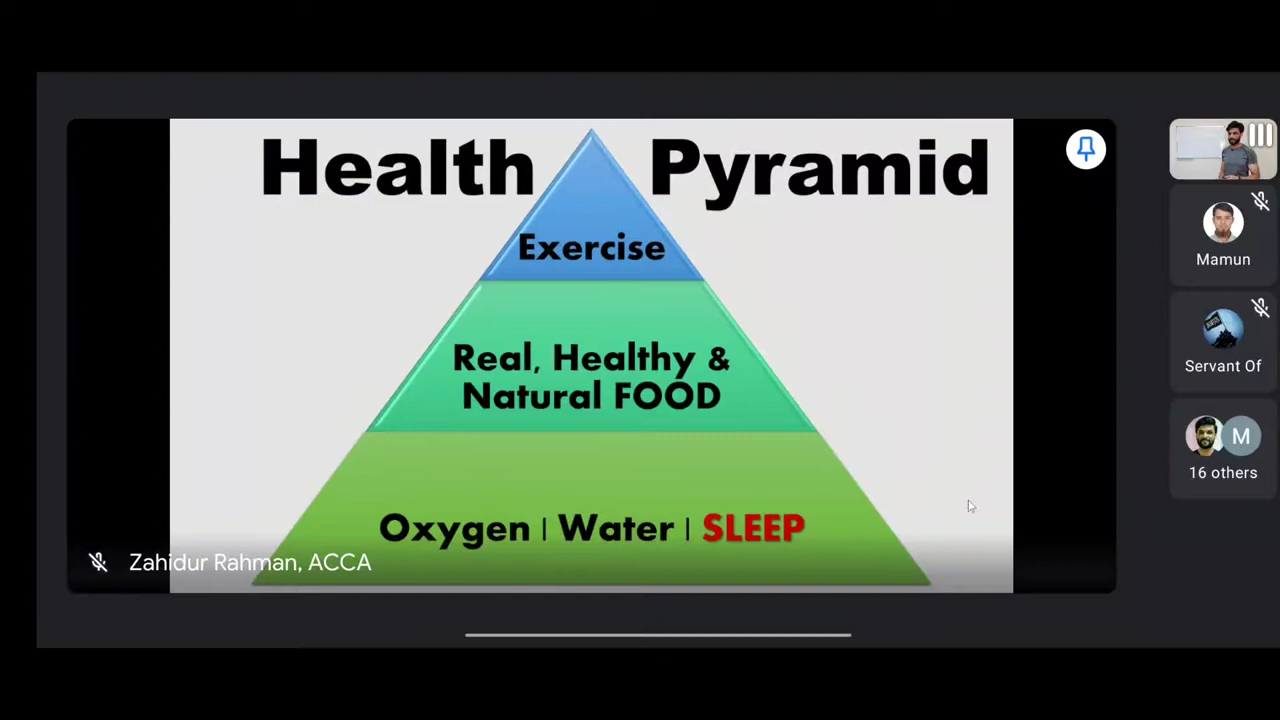 Health Pyramid
Exercise
Real, Healthy &
Natural FOOD
Oxygen | Water | SLEEP
Zahidur Rahman, ACCA
Mamun
Servant Of
M
16 others